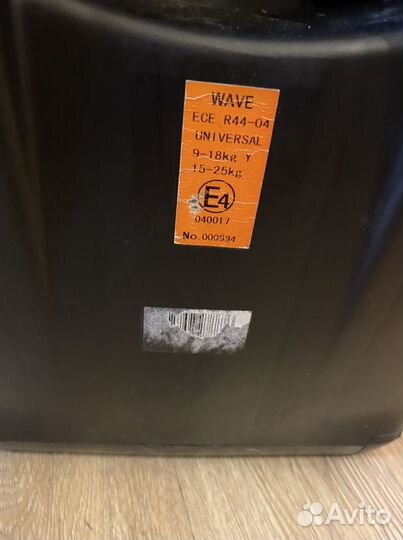 WAVE
ECE R44-04
UNIVERSAL
9-18kg Y
15-25kg
E4
040017
No. 000994
Avito